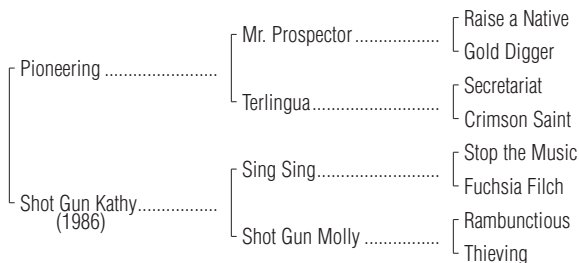 Raise a Native
Mr. Prospector ..................
Gold Digger
Pioneering ........................
Secretariat
Terlingua...........................
Crimson Saint
Stop the Music
Sing Sing..........................
Fuchsia Filch
Shot Gun Kathy.................
(1986)
Rambunctious
Shot Gun Molly ................
Thieving